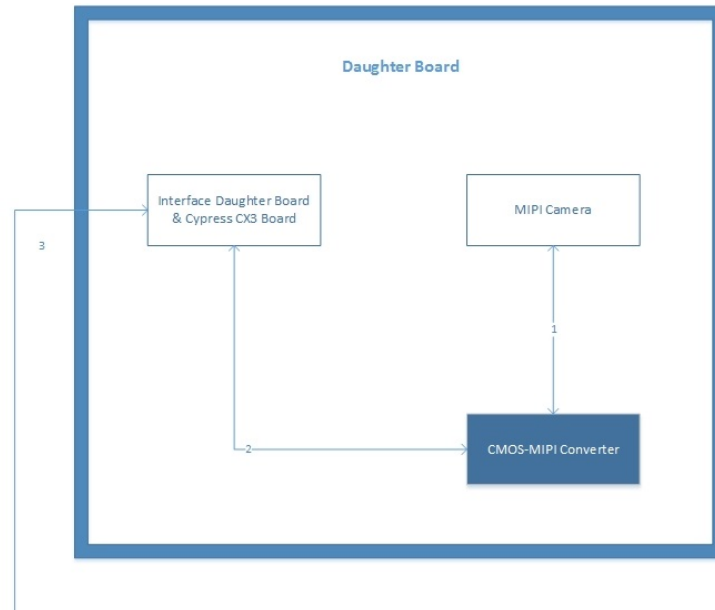 Daughter Board
Interface Daughter Board
& Cypress CX3 Board
MIPI Camera
3
1
2
CMOS-MIPI Converter